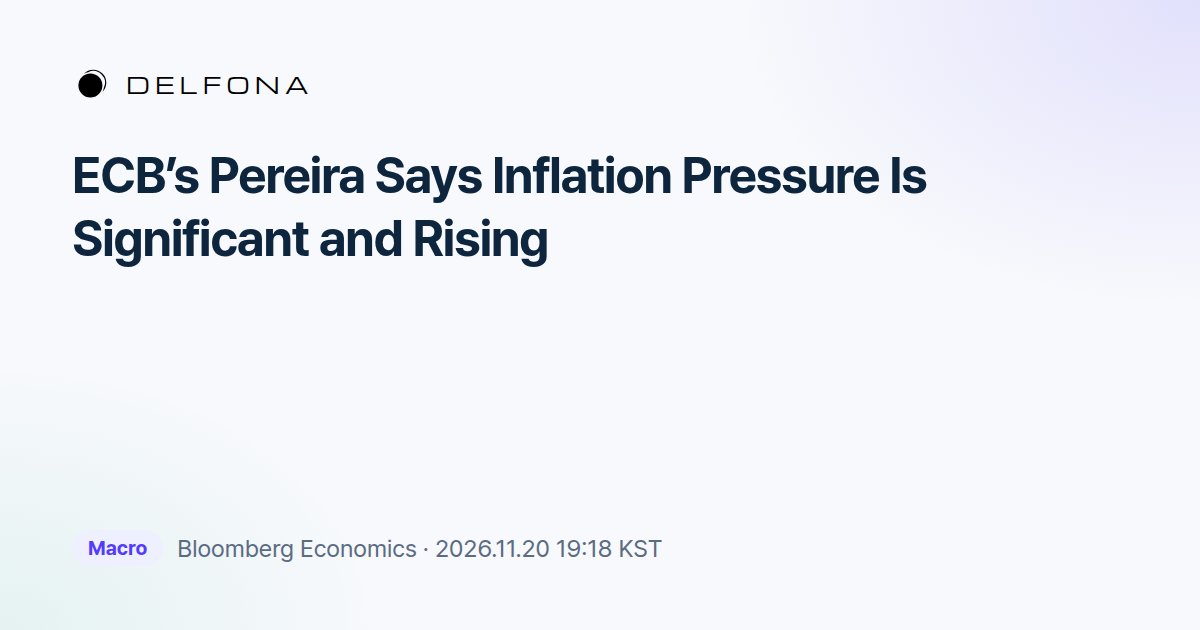 DELFONA
ECB’s Pereira Says Inflation Pressure Is
Significant and Rising
Macro Bloomberg Economics · 2026.11.20 19:18 KST